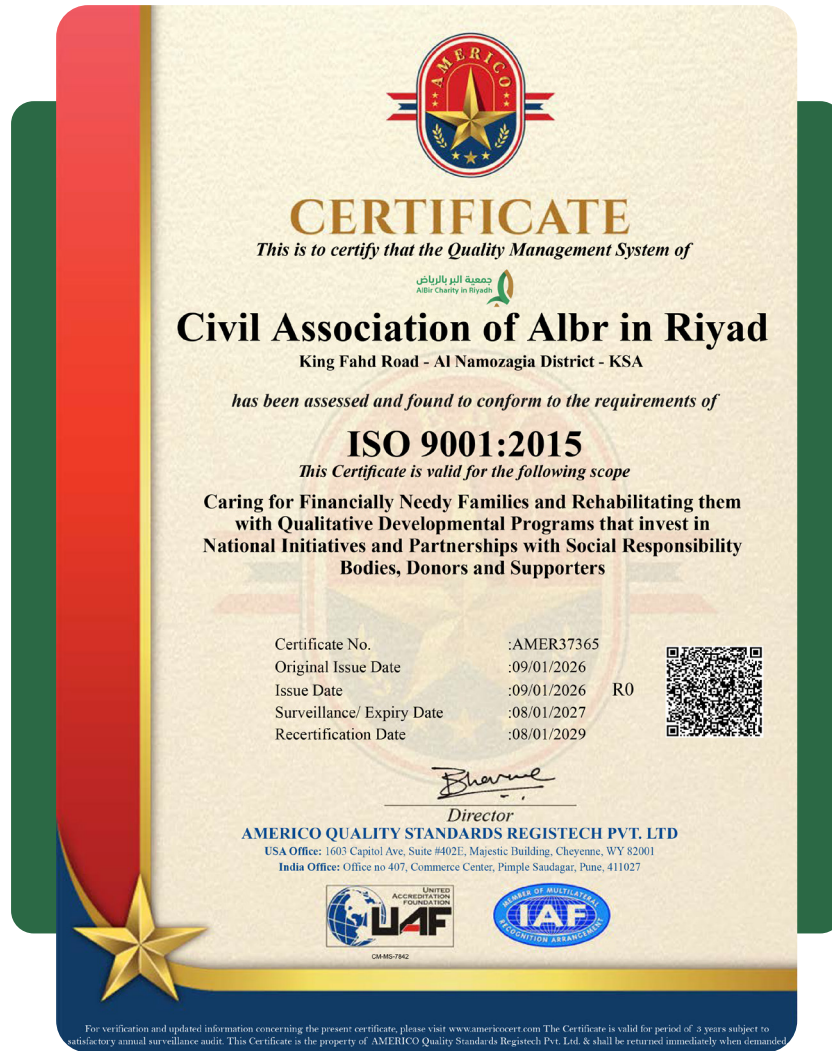 AMERICO
CERTIFICATE
This is to certify that the Quality Management System of
جمعية البر بالرياض
AlBir Charity in Riyadh
Civil Association of Albr in Riyad
King Fahd Road - Al Namozagia District - KSA
has been assessed and found to conform to the requirements of
ISO 9001:2015
This Certificate is valid for the following scope
Caring for Financially Needy Families and Rehabilitating them
with Qualitative Developmental Programs that invest in
National Initiatives and Partnerships with Social Responsibility
Bodies, Donors and Supporters
Certificate No. :AMER37365
Original Issue Date :09/01/2026
Issue Date :09/01/2026 R0
Surveillance/ Expiry Date :08/01/2027
Recertification Date :08/01/2029
Director
AMERICO QUALITY STANDARDS REGISTECH PVT. LTD
USA Office: 1603 Capitol Ave, Suite #402E, Majestic Building, Cheyenne, WY 82001
India Office: Office no 407, Commerce Center, Pimple Saudagar, Pune, 411027
UNITED
ACCREDITATION
FOUNDATION
UAF
CM-MS-7842
MEMBER OF MULTILATERAL
IAF
RECOGNITION ARRANGEMENT
For verification and updated information concerning the present certificate, please visit www.americocert.com The Certificate is valid for period of 3 years subject to
satisfactory annual surveillance audit. This Certificate is the property of AMERICO Quality Standards Registech Pvt. Ltd. & shall be returned immediately when demanded